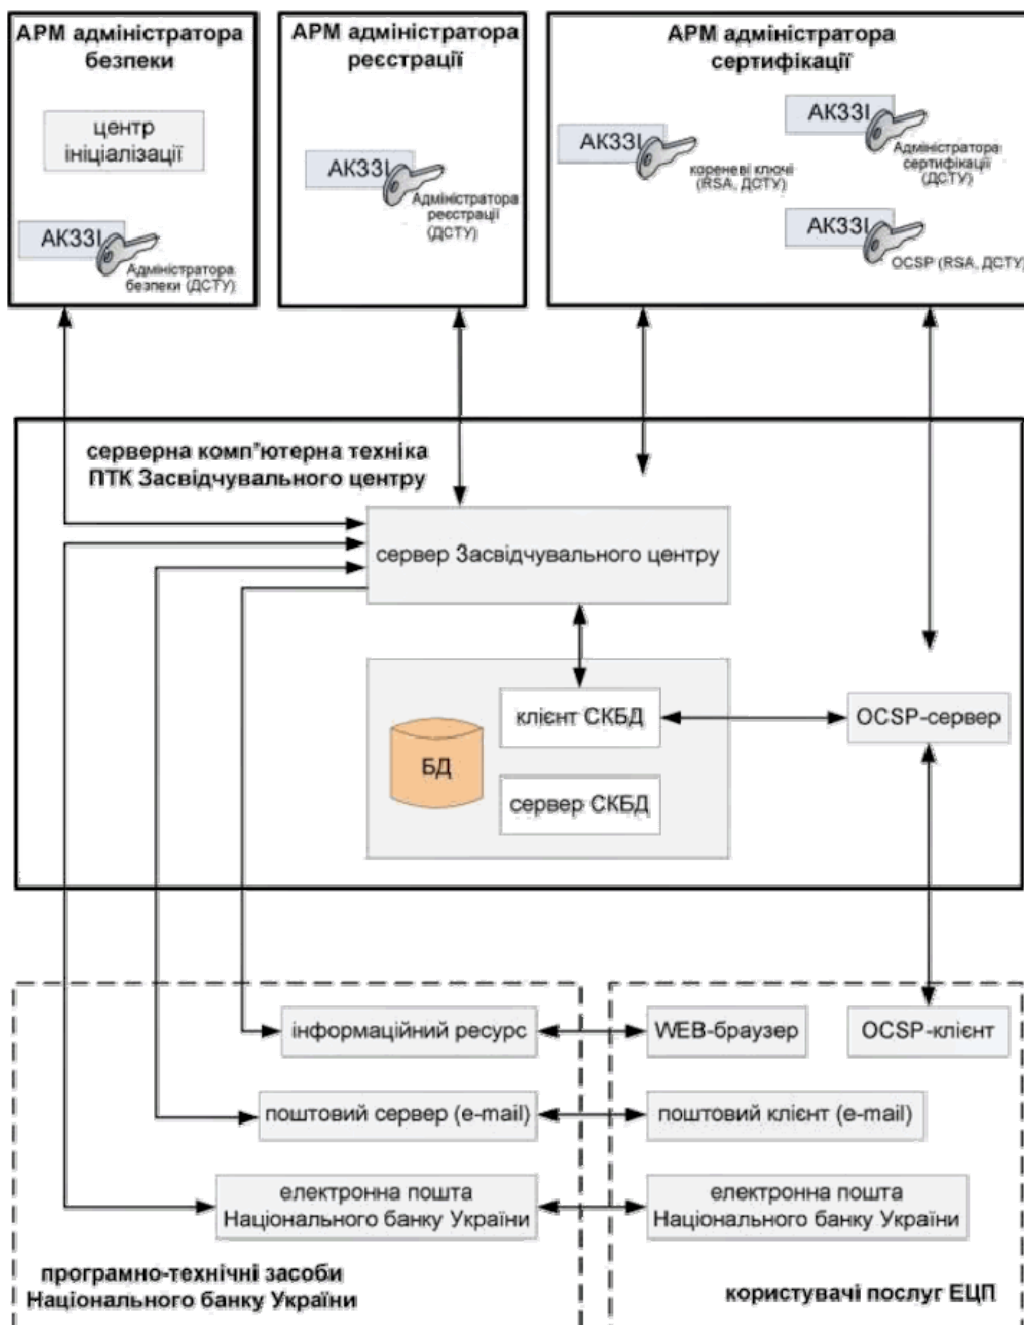 АРМ адміністратора
безпеки
центр
ініціалізації
АКЗЗІ
Адміністратора
безпеки (ДСТУ)
АРМ адміністратора
реєстрації
АКЗЗІ
Адміністратора
реєстрації
(ДСТУ)
АРМ адміністратора
сертифікації
АКЗЗІ
кореневі ключі
(RSA, ДСТУ)
АКЗЗІ
Адміністратора
сертифікації
(ДСТУ)
АКЗЗІ
OCSP (RSA, ДСТУ)
серверна комп"ютерна техніка
ПТК Засвідчувального центру
сервер Засвідчувального центру
клієнт СКБД
OCSP-сервер
БД
сервер СКБД
інформаційний ресурс
WEB-браузер
OCSP-клієнт
поштовий сервер (e-mail)
поштовий клієнт (e-mail)
електронна пошта
Національного банку України
електронна пошта
Національного банку України
програмно-технічні засоби
Національного банку України
користувачі послуг ЕЦП